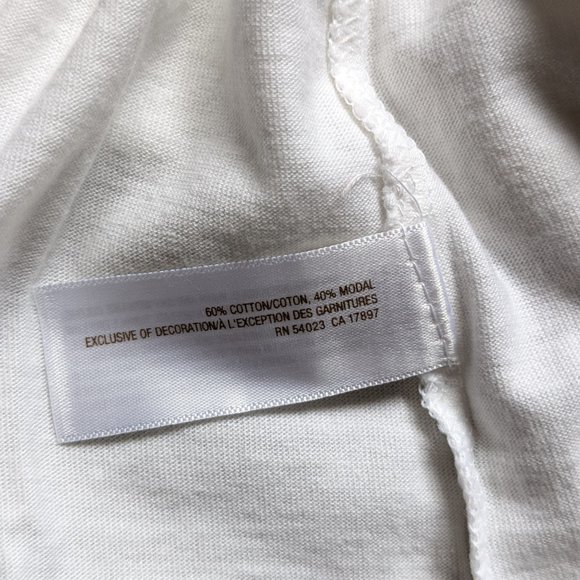 60% COTTON/COTON, 40% MODAL
EXCLUSIVE OF DECORATION/À L'EXCEPTION DES GARNITURES
RN 54023 CA 17897